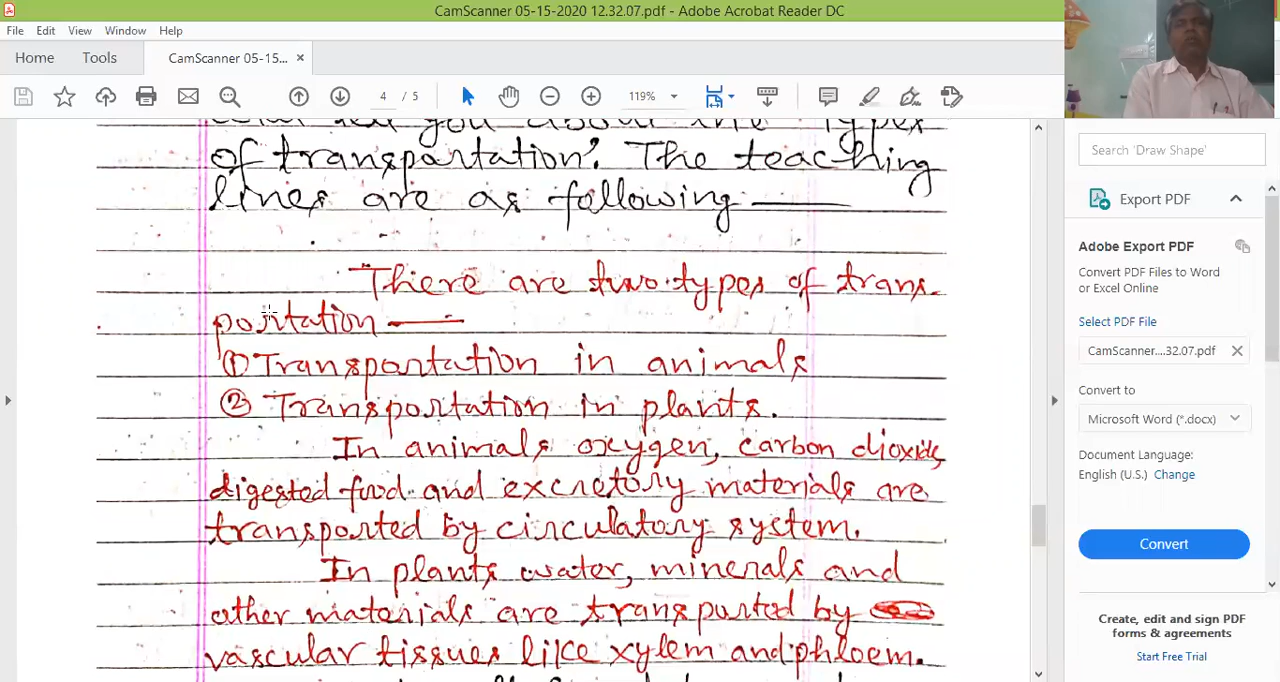 CamScanner 05-15-2020 12.32.07.pdf - Adobe Acrobat Reader DC
File Edit View Window Help
Home Tools CamScanner 05-15... ×
4 / 5 119%
you about the types
of transportation? The teaching
lines are as following —
There are two types of trans-
portation —
① Transportation in animals
② Transportation in plants.
In animals oxygen, carbon dioxide,
digested food and excretory materials are
transported by circulatory system.
In plants water, minerals and
other materials are transported by
vascular tissues like xylem and phloem.
Search 'Draw Shape'
Export PDF
Adobe Export PDF
Convert PDF Files to Word
or Excel Online
Select PDF File
CamScanner....32.07.pdf
Convert to
Microsoft Word (*.docx)
Document Language:
English (U.S.) Change
Convert
Create, edit and sign PDF
forms & agreements
Start Free Trial